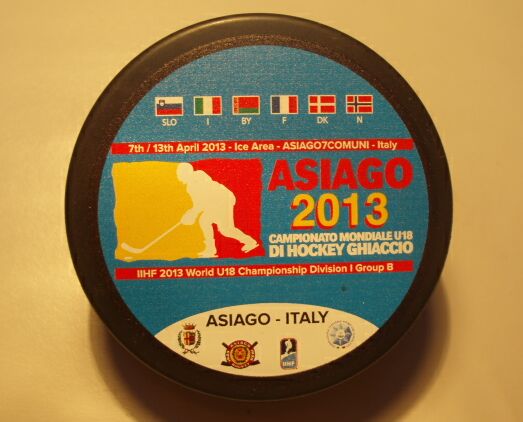 SLO I BY F DK N
7th / 13th April 2013 - Ice Area - ASIAGO7COMUNI - Italy
ASIAGO
2013
CAMPIONATO MONDIALE U18
DI HOCKEY GHIACCIO
IIHF 2013 World U18 Championship Division I Group B
ASIAGO - ITALY
IIHF